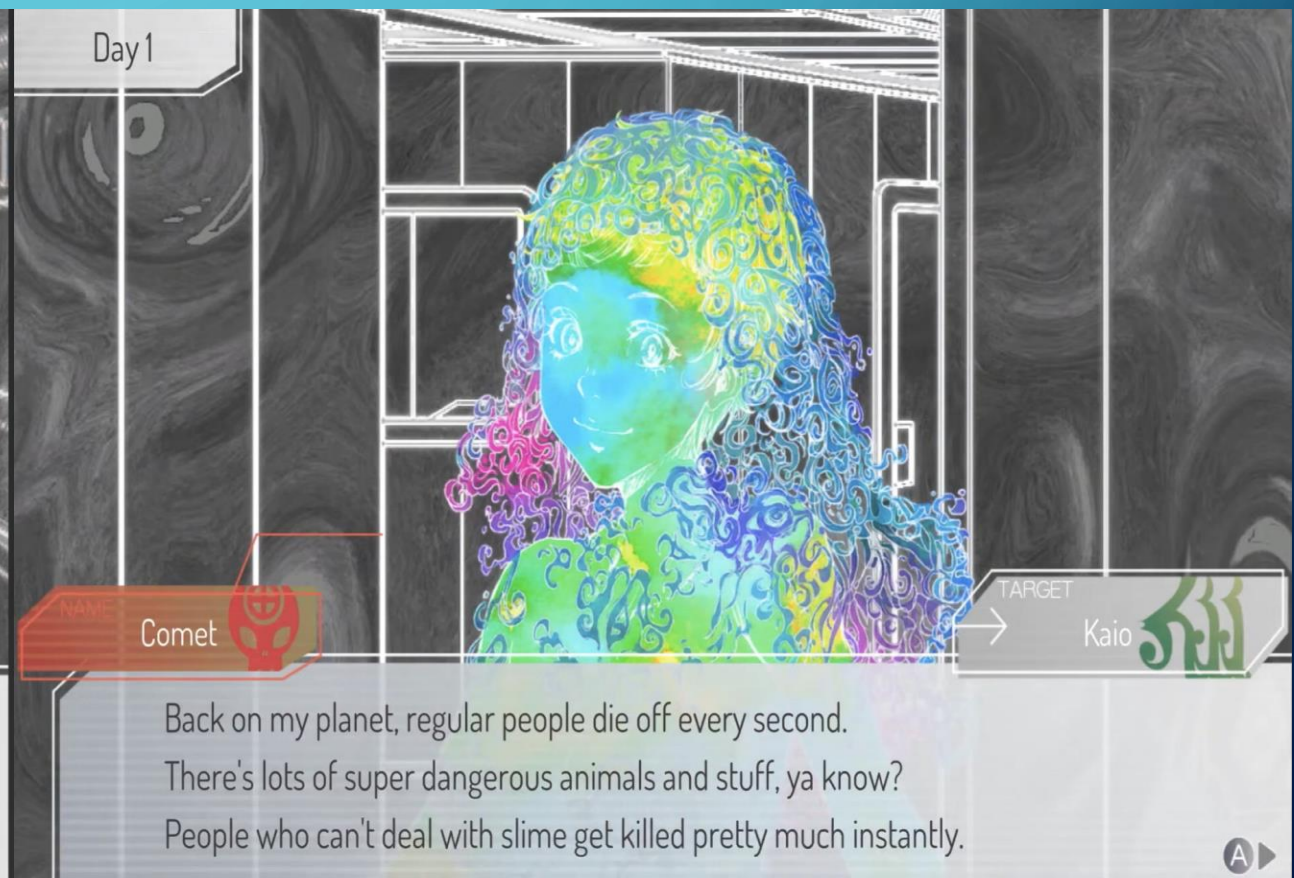 Day 1
NAME
Comet
TARGET
Kaio
Back on my planet, regular people die off every second.
There's lots of super dangerous animals and stuff, ya know?
People who can't deal with slime get killed pretty much instantly.
A